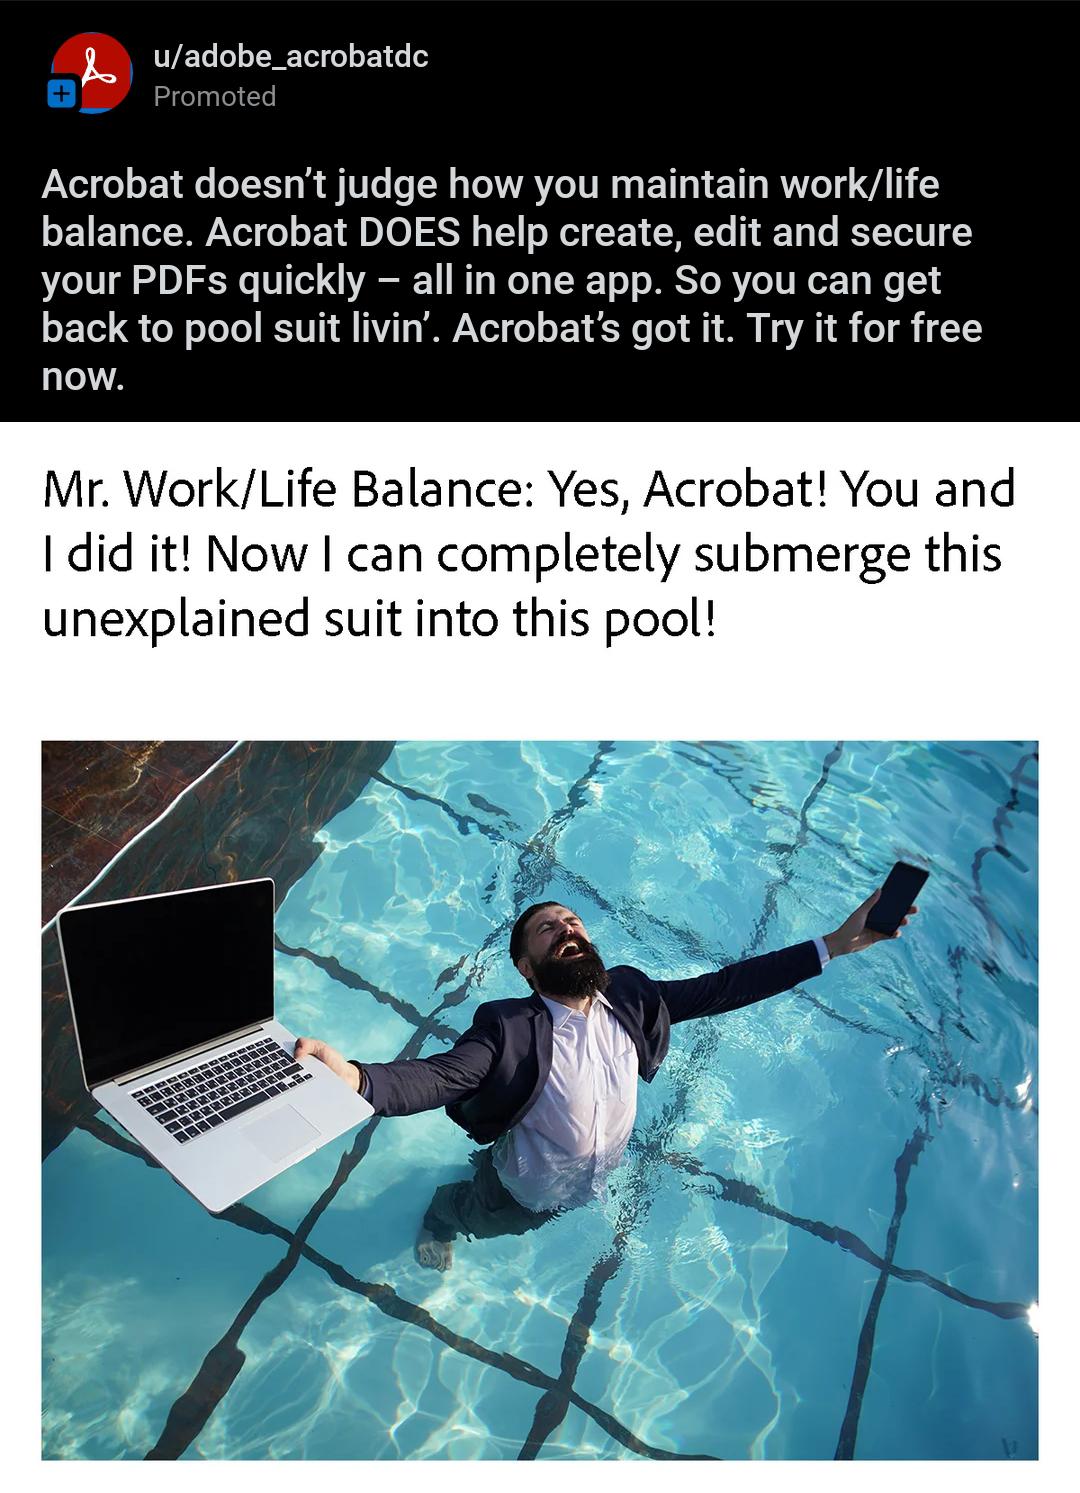 u/adobe_acrobatdc
Promoted
Acrobat doesn’t judge how you maintain work/life
balance. Acrobat DOES help create, edit and secure
your PDFs quickly – all in one app. So you can get
back to pool suit livin’. Acrobat’s got it. Try it for free
now.
Mr. Work/Life Balance: Yes, Acrobat! You and
I did it! Now I can completely submerge this
unexplained suit into this pool!